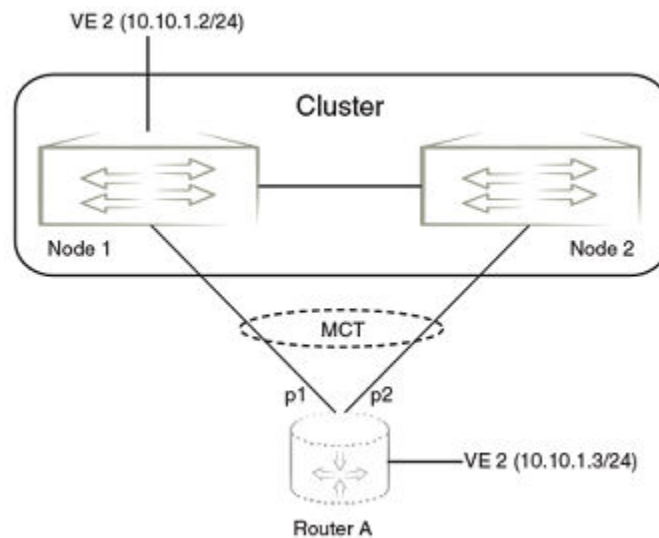 VE 2 (10.10.1.2/24)
Cluster
Node 1
Node 2
MCT
p1
p2
VE 2 (10.10.1.3/24)
Router A